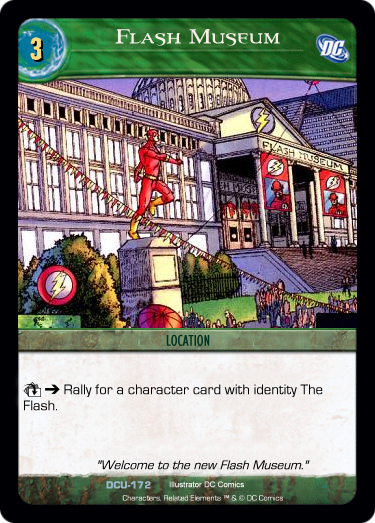 3
FLASH MUSEUM
DC
FLASH MUSEUM
LOCATION
➔ Rally for a character card with identity The
Flash.
"Welcome to the new Flash Museum."
DCU-172 Illustrator DC Comics
Characters, Related Elements ™ & © DC Comics